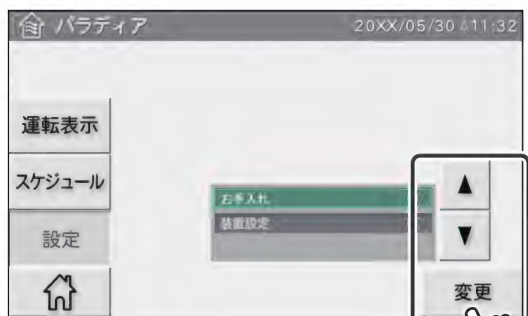 パラディア 20XX/05/30 11:32
運転表示
スケジュール
お手入れ
装置設定
設定
変更